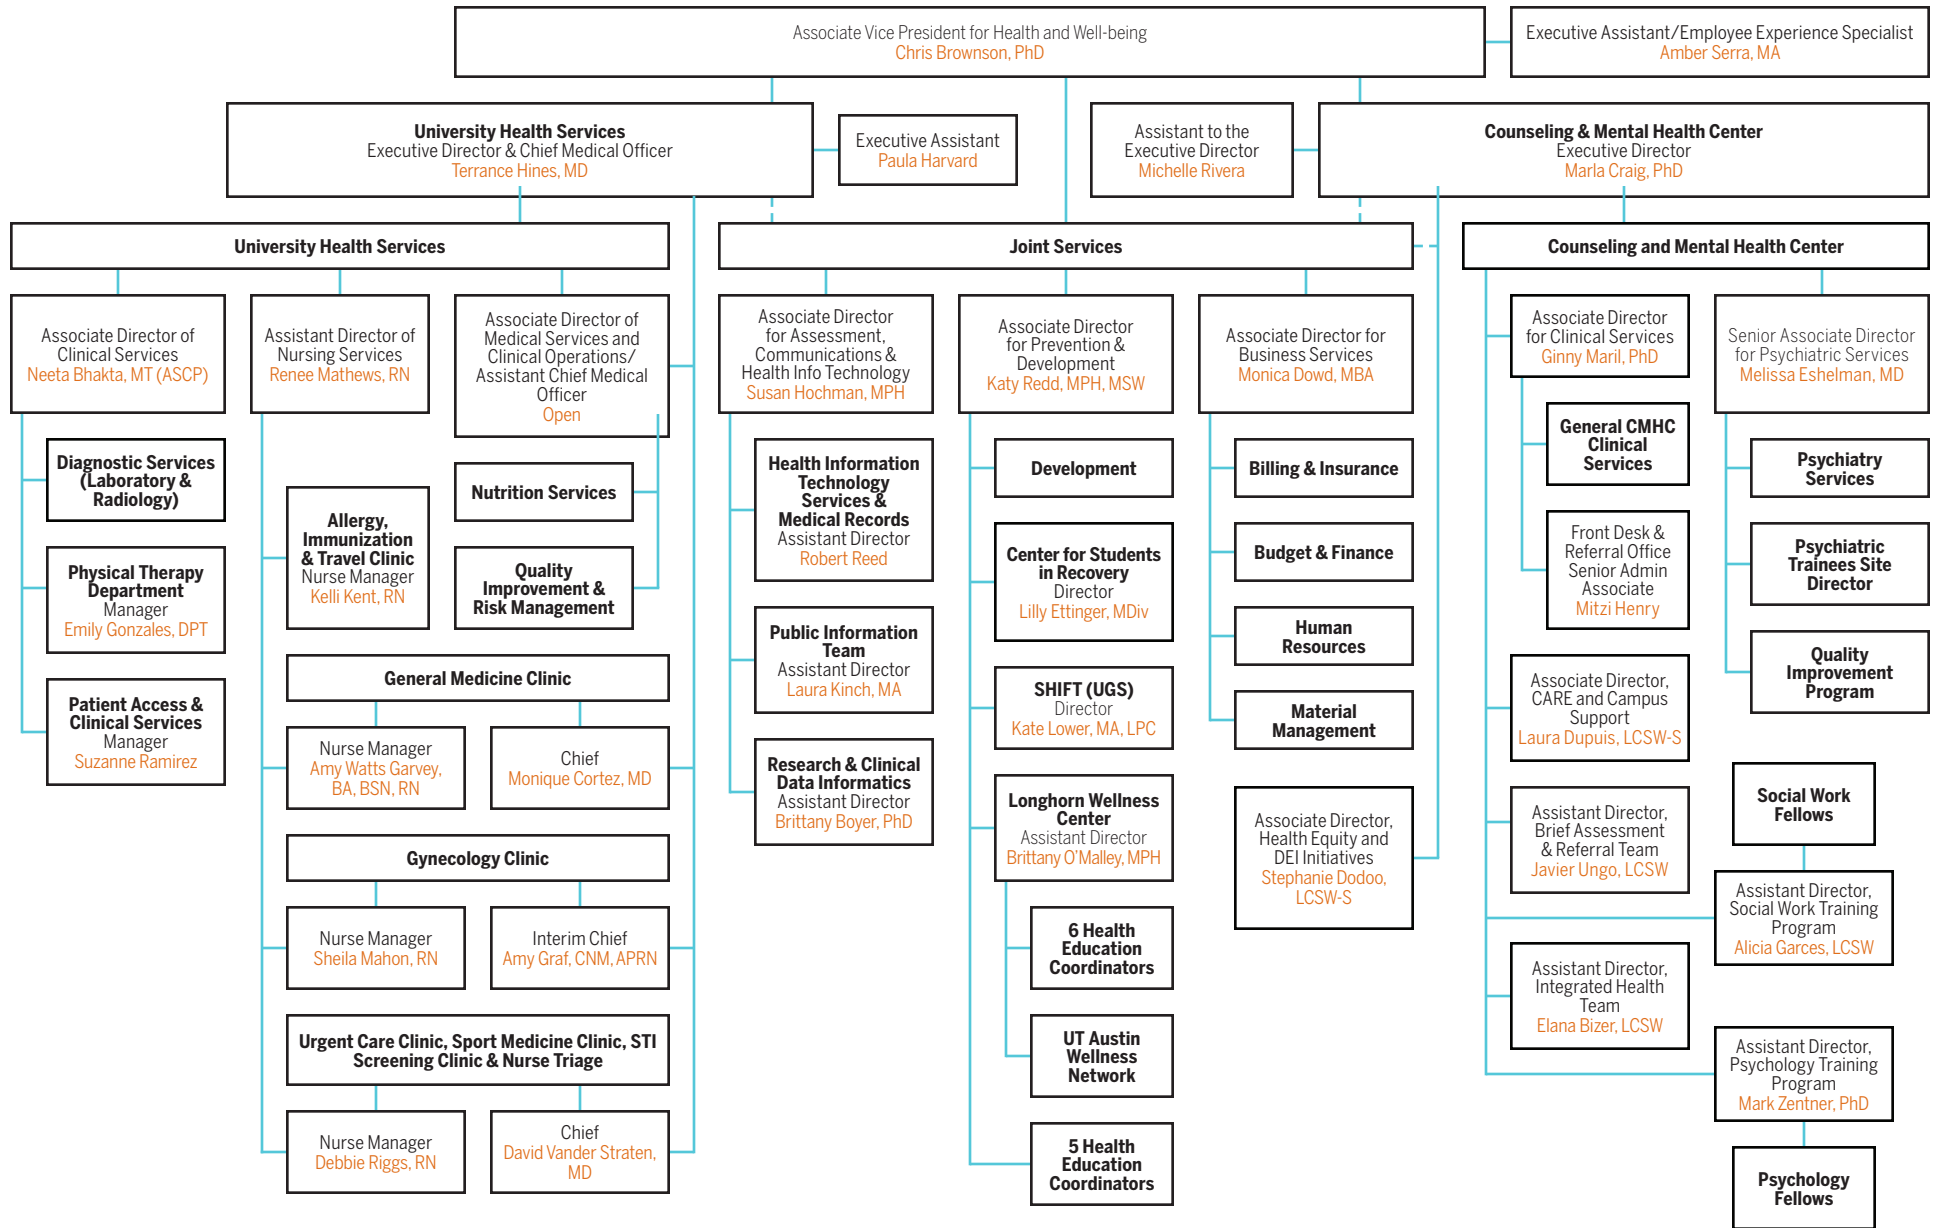 Associate Vice President for Health and Well-being
Chris Brownson, PhD
Executive Assistant/Employee Experience Specialist
Amber Serra, MA
University Health Services
Executive Director & Chief Medical Officer
Terrance Hines, MD
Executive Assistant
Paula Harvard
Assistant to the
Executive Director
Michelle Rivera
Counseling & Mental Health Center
Executive Director
Marla Craig, PhD
University Health Services
Associate Director of
Clinical Services
Neeta Bhakta, MT (ASCP)
Diagnostic Services
(Laboratory &
Radiology)
Physical Therapy
Department
Manager
Emily Gonzales, DPT
Patient Access &
Clinical Services
Manager
Suzanne Ramirez
Assistant Director of
Nursing Services
Renee Mathews, RN
Allergy,
Immunization
& Travel Clinic
Nurse Manager
Kelli Kent, RN
Associate Director of
Medical Services and
Clinical Operations/
Assistant Chief Medical
Officer
Open
Nutrition Services
Quality
Improvement &
Risk Management
General Medicine Clinic
Nurse Manager
Amy Watts Garvey,
BA, BSN, RN
Chief
Monique Cortez, MD
Gynecology Clinic
Nurse Manager
Sheila Mahon, RN
Interim Chief
Amy Graf, CNM, APRN
Urgent Care Clinic, Sport Medicine Clinic, STI
Screening Clinic & Nurse Triage
Nurse Manager
Debbie Riggs, RN
Chief
David Vander Straten,
MD
Joint Services
Associate Director
for Assessment,
Communications &
Health Info Technology
Susan Hochman, MPH
Health Information
Technology
Services &
Medical Records
Assistant Director
Robert Reed
Public Information
Team
Assistant Director
Laura Kinch, MA
Research & Clinical
Data Informatics
Assistant Director
Brittany Boyer, PhD
Associate Director
for Prevention &
Development
Katy Redd, MPH, MSW
Development
Center for Students
in Recovery
Director
Lilly Ettinger, MDiv
SHIFT (UGS)
Director
Kate Lower, MA, LPC
Longhorn Wellness
Center
Assistant Director
Brittany O'Malley, MPH
6 Health
Education
Coordinators
UT Austin
Wellness
Network
5 Health
Education
Coordinators
Associate Director for
Business Services
Monica Dowd, MBA
Billing & Insurance
Budget & Finance
Human
Resources
Material
Management
Associate Director,
Health Equity and
DEI Initiatives
Stephanie Dodoo,
LCSW-S
Counseling and Mental Health Center
Associate Director
for Clinical Services
Ginny Maril, PhD
General CMHC
Clinical
Services
Front Desk &
Referral Office
Senior Admin
Associate
Mitzi Henry
Associate Director,
CARE and Campus
Support
Laura Dupuis, LCSW-S
Assistant Director,
Brief Assessment
& Referral Team
Javier Ungo, LCSW
Assistant Director,
Integrated Health
Team
Elana Bizer, LCSW
Senior Associate Director
for Psychiatric Services
Melissa Eshelman, MD
Psychiatry
Services
Psychiatric
Trainees Site
Director
Quality
Improvement
Program
Social Work
Fellows
Assistant Director,
Social Work Training
Program
Alicia Garces, LCSW
Assistant Director,
Psychology Training
Program
Mark Zentner, PhD
Psychology
Fellows